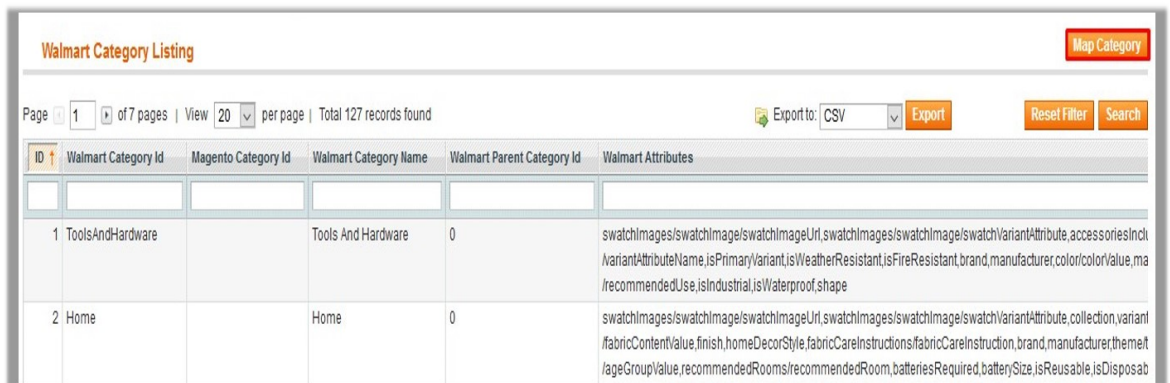 Walmart Category Listing
Map Category
Page 1 of 7 pages | View 20 per page | Total 127 records found
Export to: CSV Export
Reset Filter Search
ID Walmart Category Id Magento Category Id Walmart Category Name Walmart Parent Category Id Walmart Attributes
1 ToolsAndHardware Tools And Hardware 0 swatchImages/swatchImage/swatchImageUrl,swatchImages/swatchImage/swatchVariantAttribute,accessoriesInclu
/variantAttributeName,isPrimaryVariant,isWeatherResistant,isFireResistant,brand,manufacturer,color/colorValue,ma
/recommendedUse,isIndustrial,isWaterproof,shape
2 Home Home 0 swatchImages/swatchImage/swatchImageUrl,swatchImages/swatchImage/swatchVariantAttribute,collection,variant
/fabricContentValue,finish,homeDecorStyle,fabricCareInstructions/fabricCareInstruction,brand,manufacturer,theme/t
/ageGroupValue,recommendedRooms/recommendedRoom,batteriesRequired,batterySize,isReusable,isDisposab